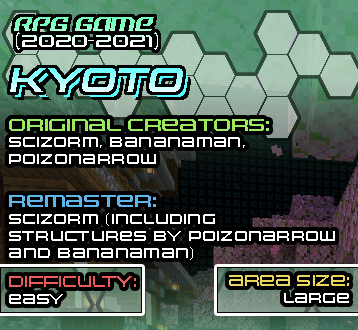 RPG GAME
(2020-2021)
KYOTO
ORIGINAL CREATORS:
SCIZORM, BANANAMAN,
POIZONARROW
REMASTER:
SCIZORM (INCLUDING
STRUCTURES BY POIZONARROW
AND BANANAMAN)
DIFFICULTY:
EASY
AREA SIZE:
LARGE